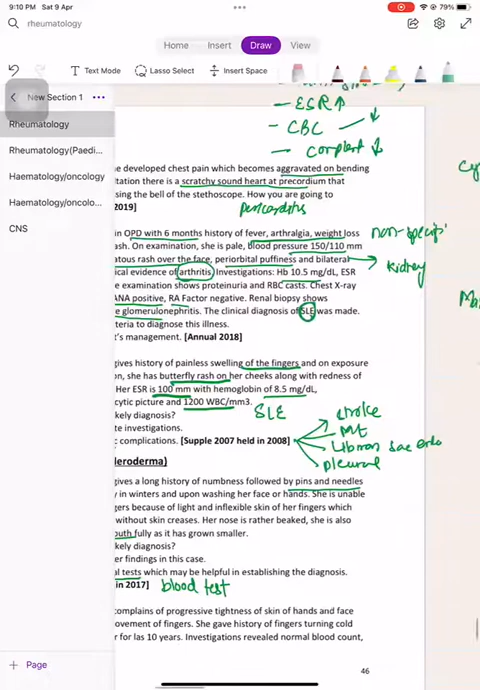 9:10 PM Sat 9 Apr
79%
rheumatology
Home Insert Draw View
Text Mode Lasso Select Insert Space
New Section 1
Rheumatology
Rheumatology(Paedi...
Haematology/oncology
Haematology/oncolo...
CNS
Page
– ESR ↑
– CBC ↓
→ ↓
e developed chest pain which becomes aggravated on bending
ltation there is a scratchy sound heart at precordium that
sing the bell of the stethoscope. How you are going to
2019]
pericarditis
in OPD with 6 months history of fever, arthralgia, weight loss
ash. On examination, she is pale, blood pressure 150/110 mm
atous rash over the face, periorbital puffiness and bilateral
ical evidence of arthritis. Investigations: Hb 10.5 mg/dL, ESR
e examination shows proteinuria and RBC casts. Chest X-ray
ANA positive, RA Factor negative. Renal biopsy shows
e glomerulonephritis. The clinical diagnosis of SLE was made.
teria to diagnose this illness.
t's management. [Annual 2018]
kidney
gives history of painless swelling of the fingers and on exposure
on, she has butterfly rash on her cheeks along with redness of
Her ESR is 100 mm with hemoglobin of 8.5 mg/dL,
cytic picture and 1200 WBC/mm3.
kely diagnosis?
te investigations.
c complications. [Supple 2007 held in 2008]
SLE
stroke
MI
pleural
leroderma)
gives a long history of numbness followed by pins and needles
y in winters and upon washing her face or hands. She is unable
gers because of light and inflexible skin of her fingers which
without skin creases. Her nose is rather beaked, she is also
outh fully as it has grown smaller.
kely diagnosis?
er findings in this case.
al tests which may be helpful in establishing the diagnosis.
in 2017] blood test
complains of progressive tightness of skin of hands and face
ovement of fingers. She gave history of fingers turning cold
r for las 10 years. Investigations revealed normal blood count,
46